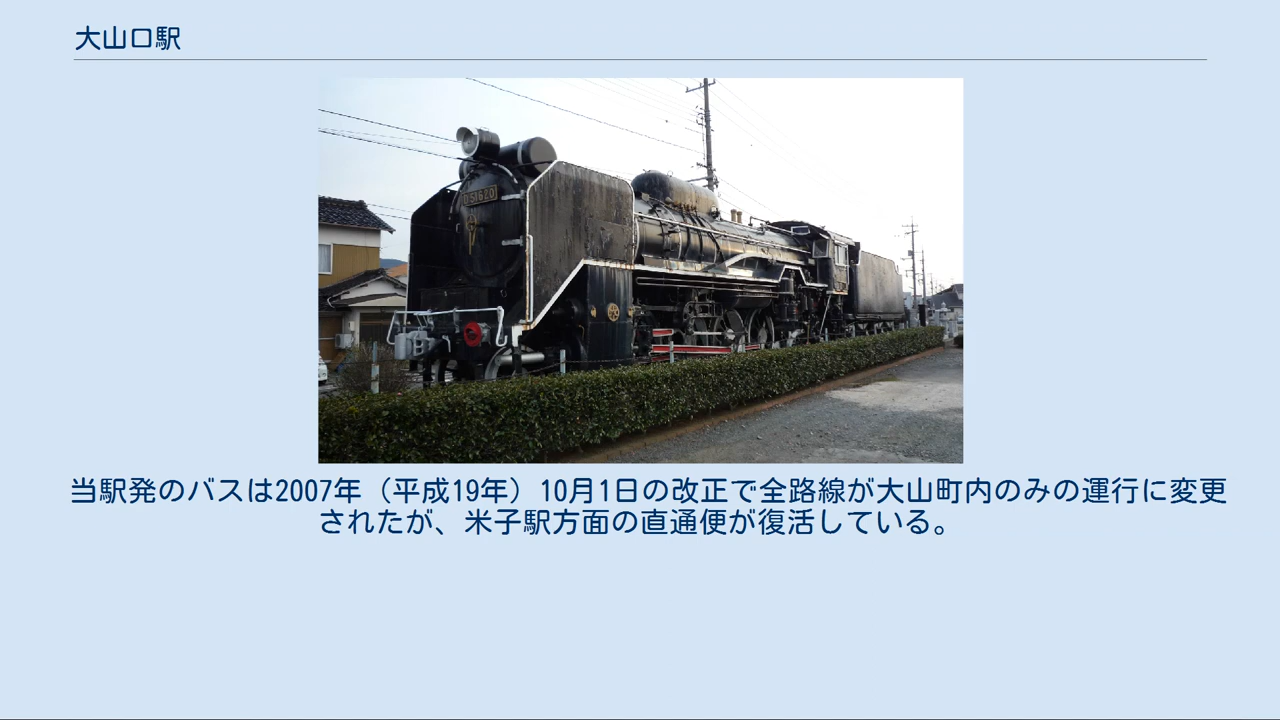 大山口駅
D51620
当駅発のバスは2007年（平成19年）10月1日の改正で全路線が大山町内のみの運行に変更
されたが、米子駅方面の直通便が復活している。